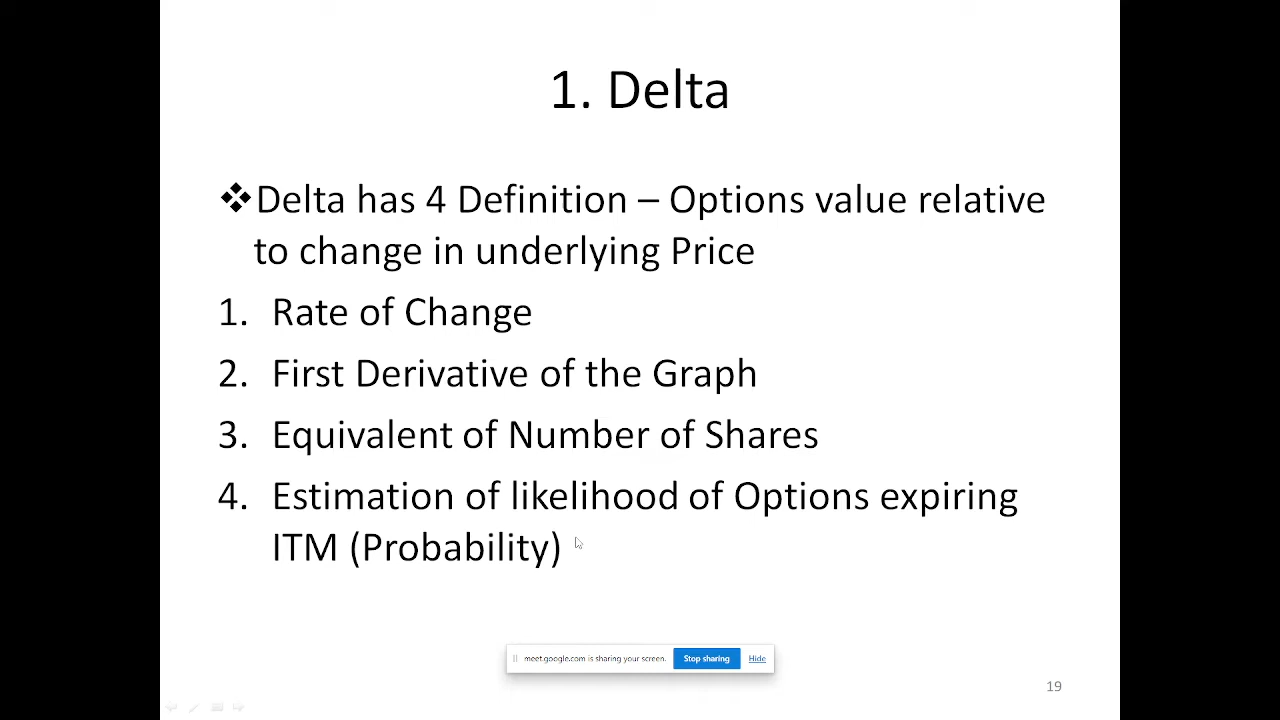 1. Delta
❖Delta has 4 Definition – Options value relative
to change in underlying Price
1. Rate of Change
2. First Derivative of the Graph
3. Equivalent of Number of Shares
4. Estimation of likelihood of Options expiring
ITM (Probability)
meet.google.com is sharing your screen. Stop sharing Hide
19